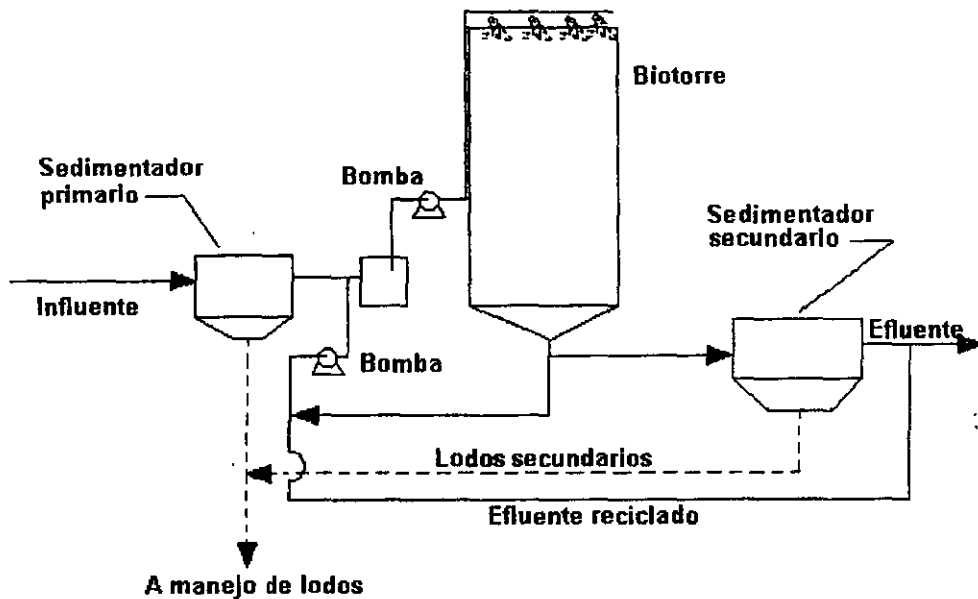 Biotorre
Sedimentador
primario
Bomba
Sedimentador
secundario
Influente
Efluente
Bomba
Lodos secundarios
Efluente reciclado
A manejo de lodos